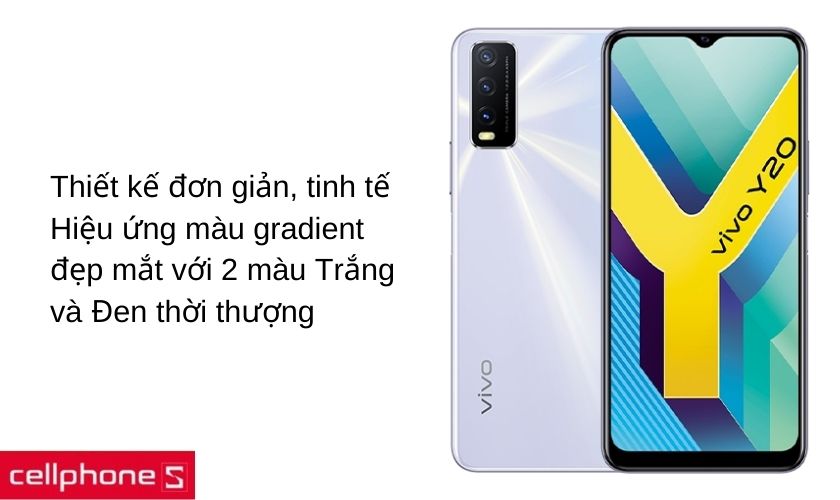 Thiết kế đơn giản, tinh tế
Hiệu ứng màu gradient
đẹp mắt với 2 màu Trắng
và Đen thời thượng
vivo
vivo Y20
cellphoneS